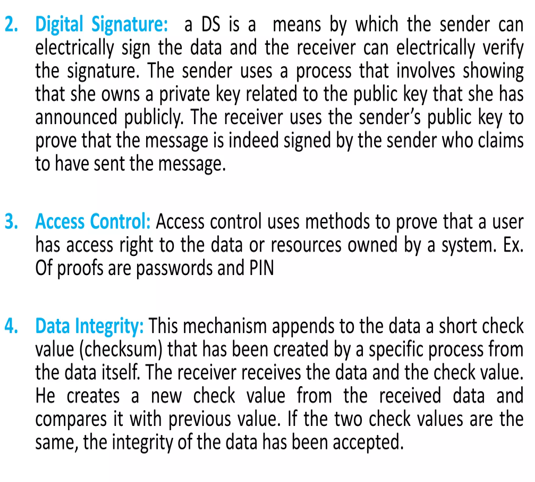 2. Digital Signature: a DS is a means by which the sender can
electrically sign the data and the receiver can electrically verify
the signature. The sender uses a process that involves showing
that she owns a private key related to the public key that she has
announced publicly. The receiver uses the sender's public key to
prove that the message is indeed signed by the sender who claims
to have sent the message.
3. Access Control: Access control uses methods to prove that a user
has access right to the data or resources owned by a system. Ex.
Of proofs are passwords and PIN
4. Data Integrity: This mechanism appends to the data a short check
value (checksum) that has been created by a specific process from
the data itself. The receiver receives the data and the check value.
He creates a new check value from the received data and
compares it with previous value. If the two check values are the
same, the integrity of the data has been accepted.